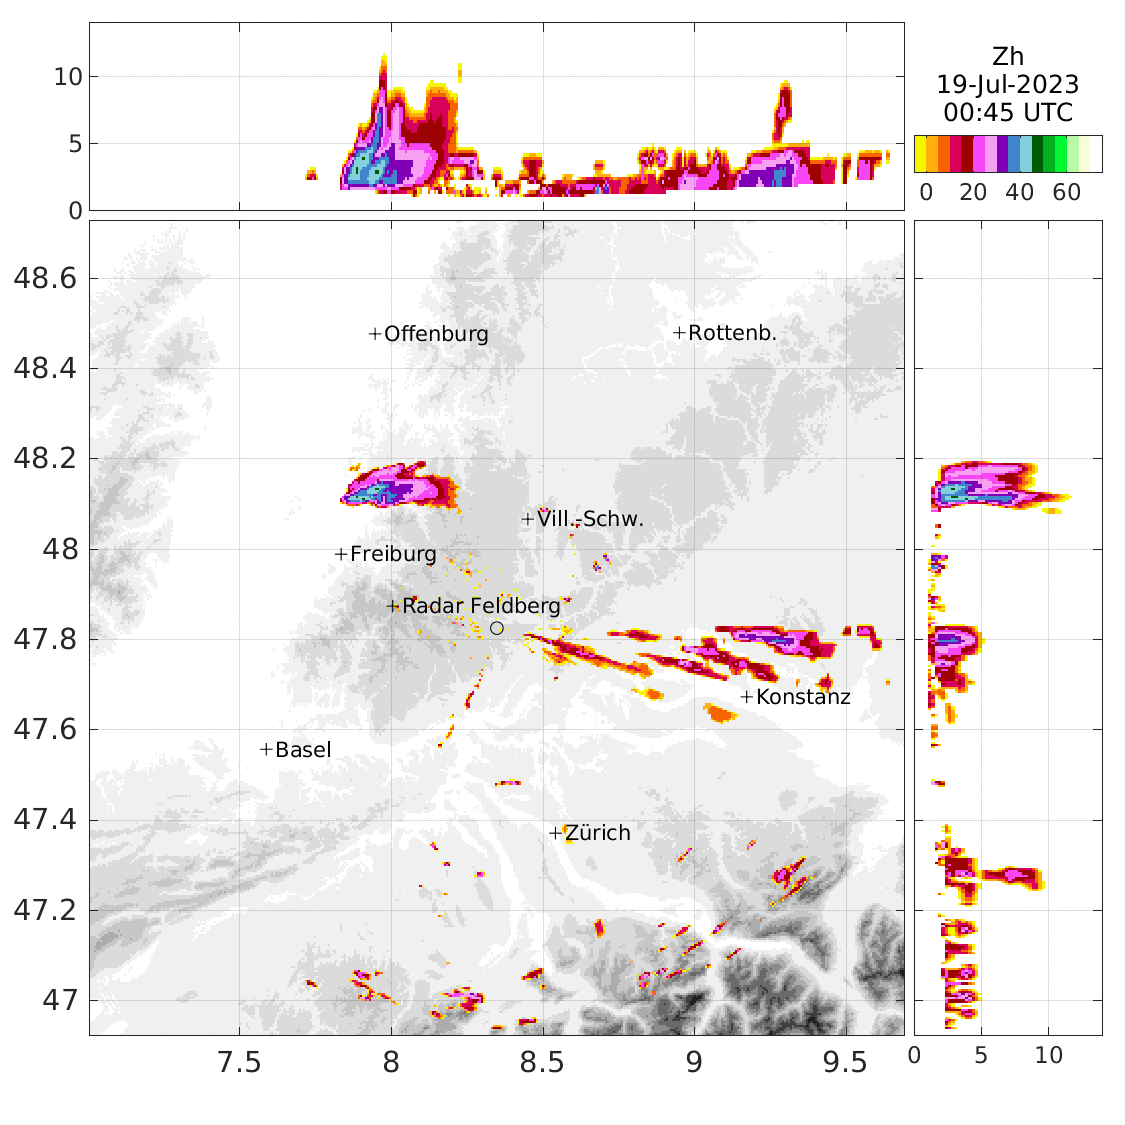 10
5
0
Zh
19-Jul-2023
00:45 UTC
0 20 40 60
48.6
48.4
48.2
48
47.8
47.6
47.4
47.2
47
+Offenburg
+Rottenb.
+Vill.-Schw.
+Freiburg
+Radar Feldberg
+Konstanz
+Basel
+Zürich
7.5 8 8.5 9 9.5
0 5 10